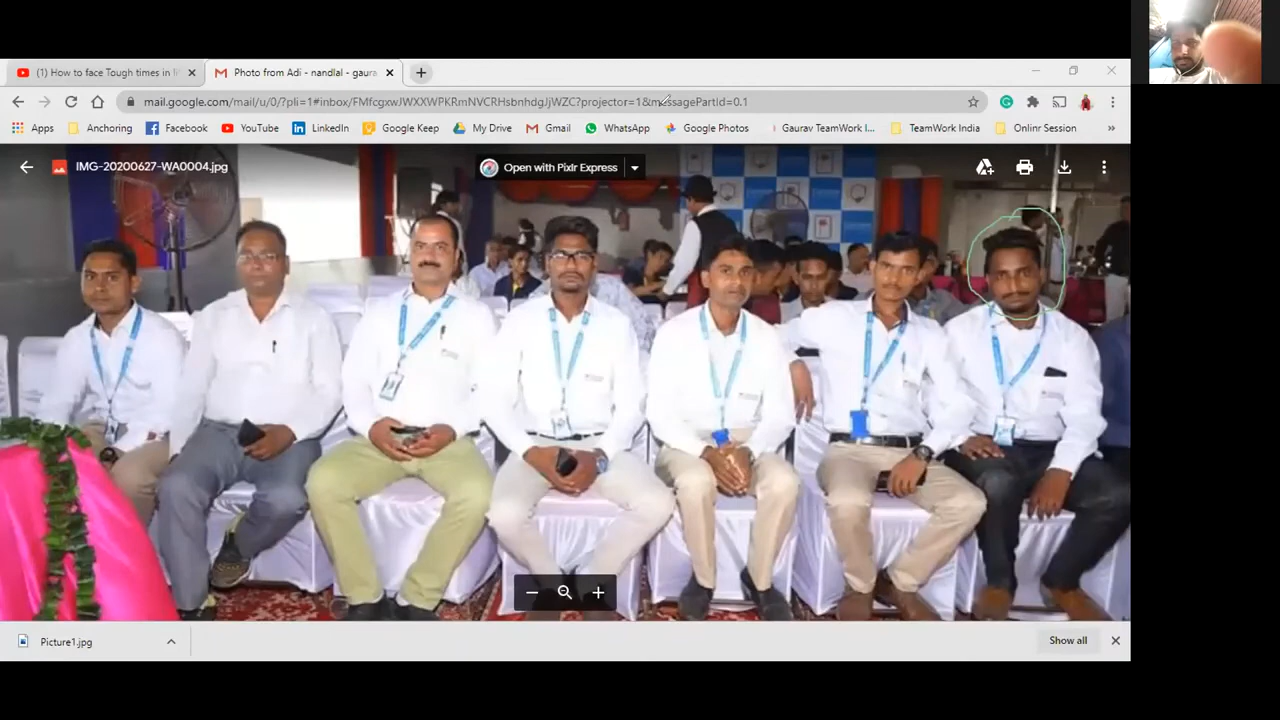 (1) How to face Tough times in li
Photo from Adi - nandlal - gaura
mail.google.com/mail/u/0/?pli=1#inbox/FMfcgxwJWXXWPKRmNVCRHsbnhdgJjWZC?projector=1&messagePartId=0.1
Apps Anchoring Facebook YouTube LinkedIn Google Keep My Drive Gmail WhatsApp Google Photos Gaurav TeamWork I... TeamWork India Onlinr Session
IMG-20200627-WA0004.jpg
Open with Pixlr Express
Picture1.jpg
Show all